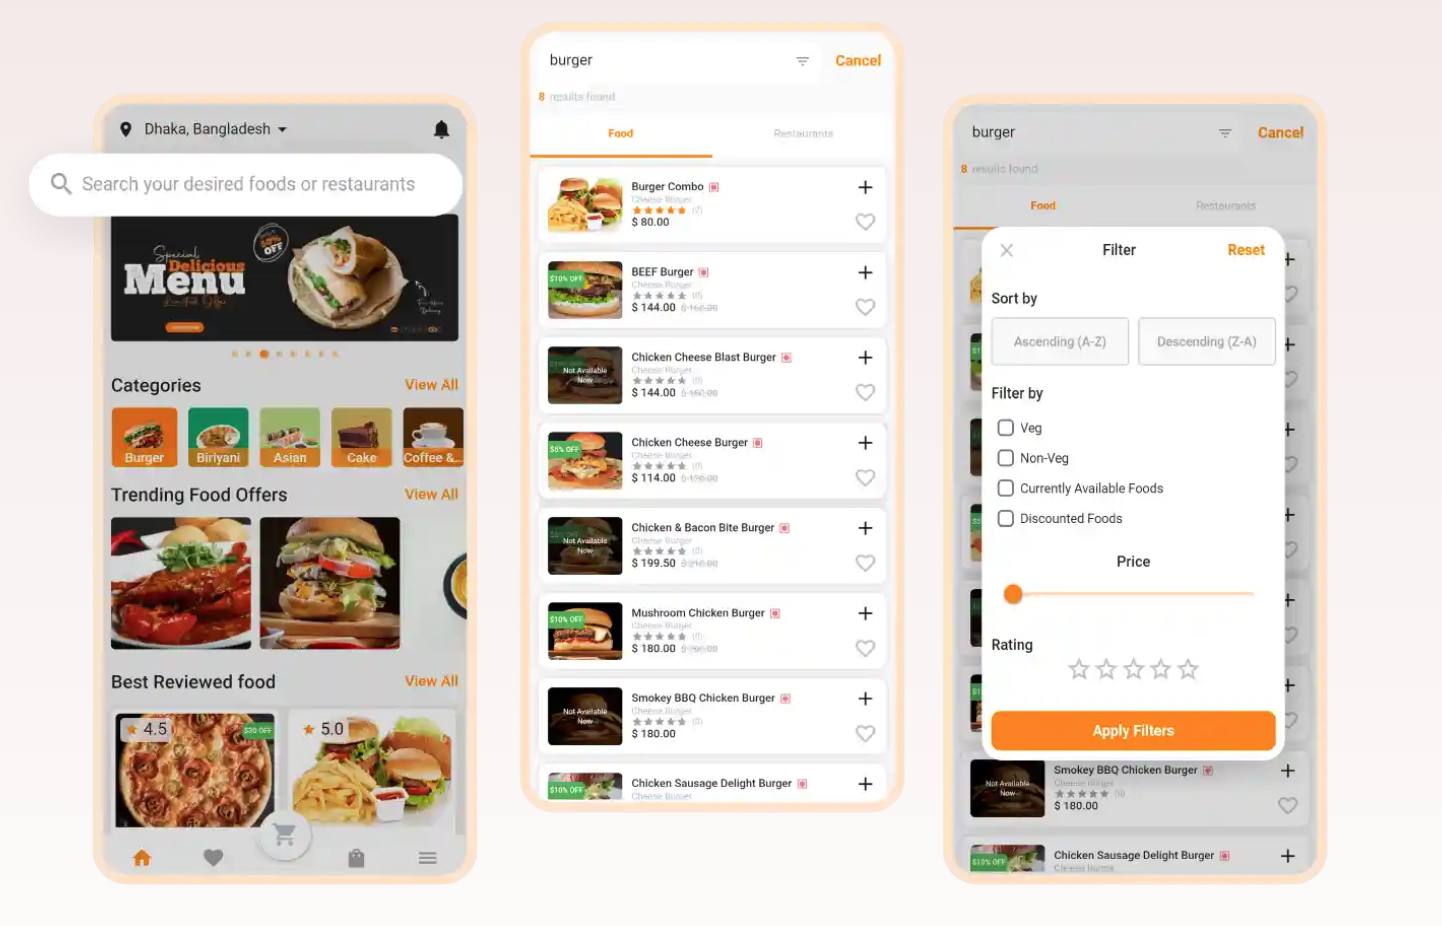 Dhaka, Bangladesh
Search your desired foods or restaurants
Special
Delicious
Menu
Limited Offer
50%
OFF
Categories
View All
Burger
Biriyani
Asian
Cake
Coffee &...
Trending Food Offers
View All
Best Reviewed food
View All
4.5
$30 OFF
5.0
burger
Cancel
8 results found
Food
Restaurants
Burger Combo
Cheese Burger
(2)
$ 80.00
$10% OFF
BEEF Burger
Cheese Burger
(0)
$ 144.00 $ 160.00
Not Available
Now
Chicken Cheese Blast Burger
Cheese Burger
(0)
$ 144.00 $ 160.00
$5% OFF
Chicken Cheese Burger
Cheese Burger
(0)
$ 114.00 $ 120.00
Not Available
Now
Chicken & Bacon Bite Burger
Cheese Burger
(0)
$ 199.50 $ 210.00
$10% OFF
Mushroom Chicken Burger
Cheese Burger
(0)
$ 180.00 $ 200.00
Not Available
Now
Smokey BBQ Chicken Burger
Cheese Burger
(0)
$ 180.00
$10% OFF
Chicken Sausage Delight Burger
Cheese Burger
burger
Cancel
8 results found
Food
Restaurants
Filter
Reset
Sort by
Ascending (A-Z)
Descending (Z-A)
Filter by
Veg
Non-Veg
Currently Available Foods
Discounted Foods
Price
Rating
Apply Filters
Not Available
Now
Smokey BBQ Chicken Burger
Cheese Burger
(0)
$ 180.00
$10% OFF
Chicken Sausage Delight Burger
Cheese Burger